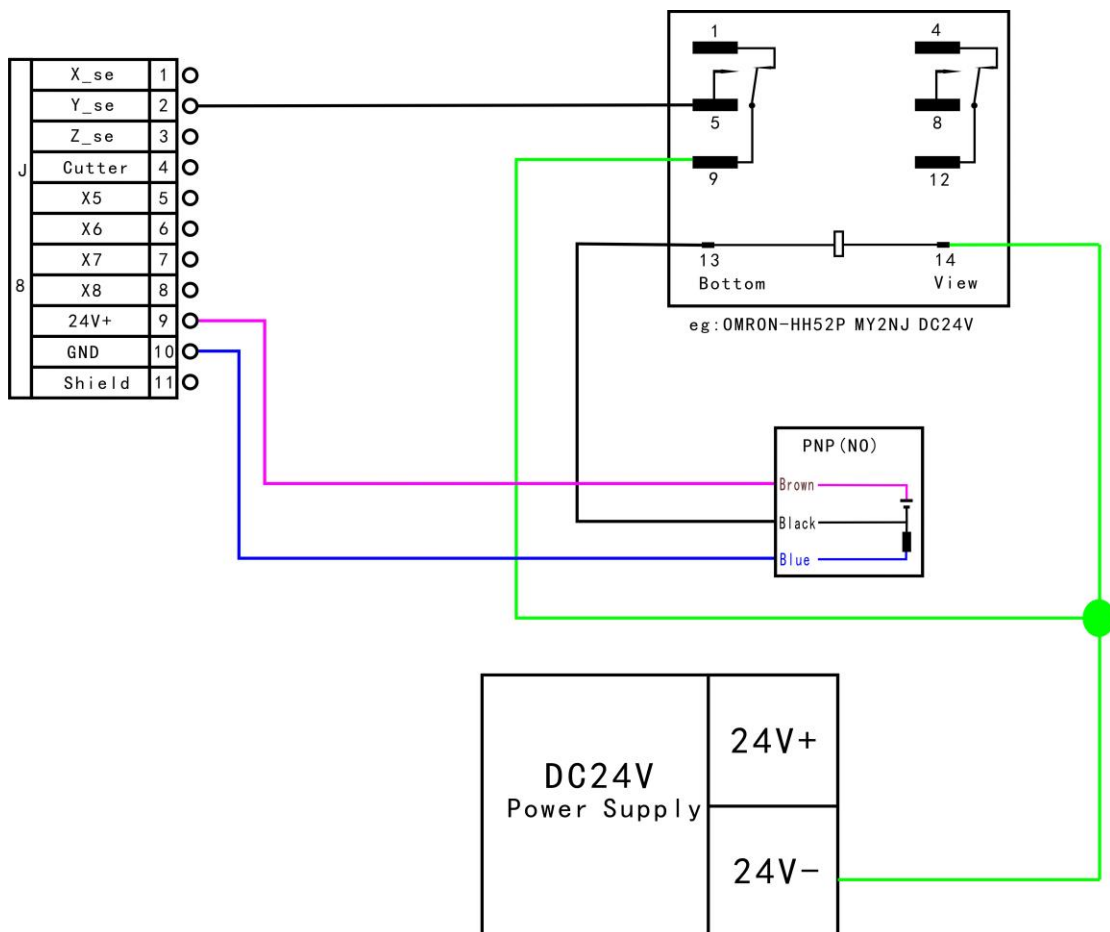 J8
X_se 1
Y_se 2
Z_se 3
Cutter 4
X5 5
X6 6
X7 7
X8 8
24V+ 9
GND 10
Shield 11
1 4
5 8
9 12
13 14
Bottom View
eg:OMRON-HH52P MY2NJ DC24V
PNP(NO)
Brown
Black
Blue
DC24V
Power Supply
24V+
24V-